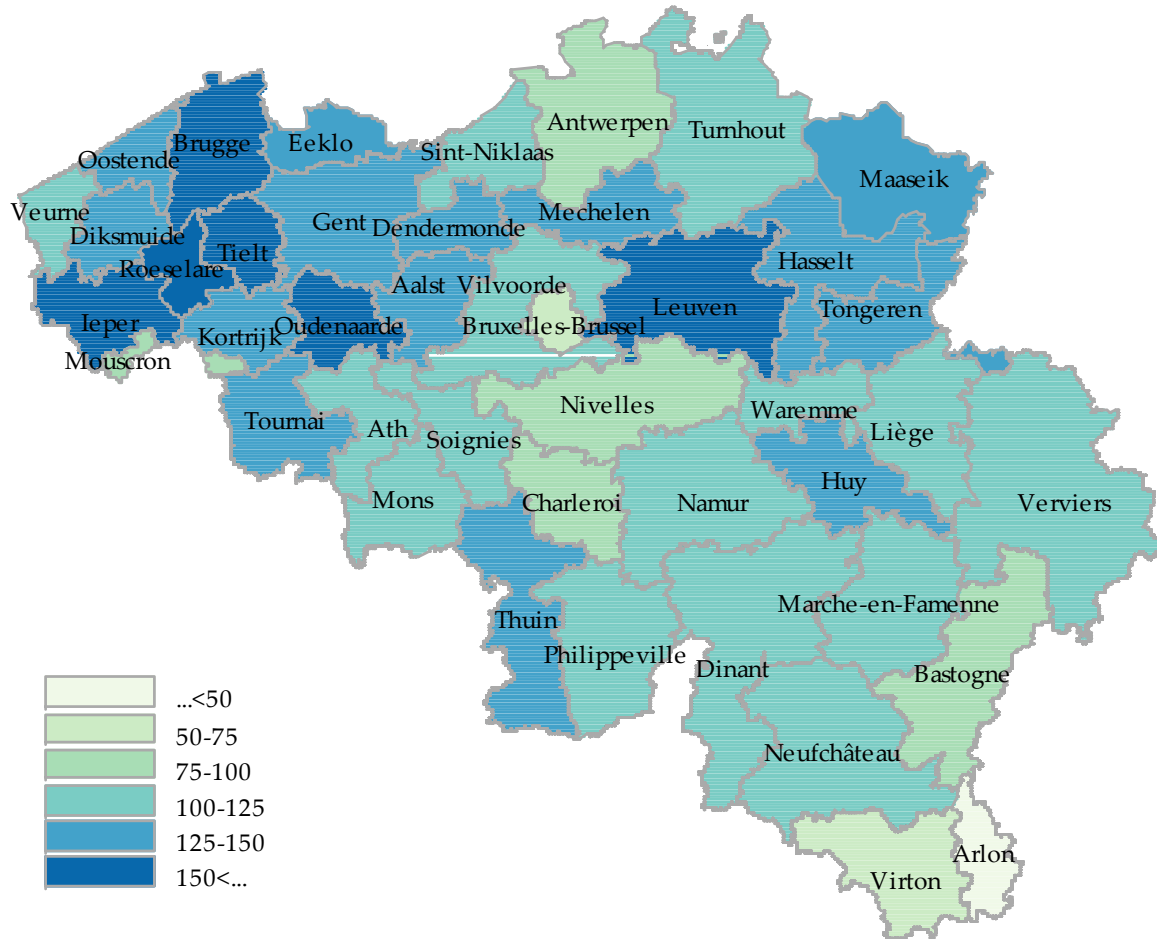 Antwerpen
Turnhout
Brugge
Eeklo
Sint-Niklaas
Oostende
Maaseik
Veurne
Gent
Dendermonde
Mechelen
Diksmuide
Tielt
Roeselare
Hasselt
Aalst
Vilvoorde
Leuven
Tongeren
Ieper
Kortrijk
Oudenaarde
Bruxelles-Brussel
Mouscron
Nivelles
Waremme
Tournai
Ath
Soignies
Liège
Huy
Mons
Charleroi
Namur
Verviers
Marche-en-Famenne
Thuin
Philippeville
Dinant
Bastogne
Neufchâteau
Arlon
Virton
...<50
50-75
75-100
100-125
125-150
150<...